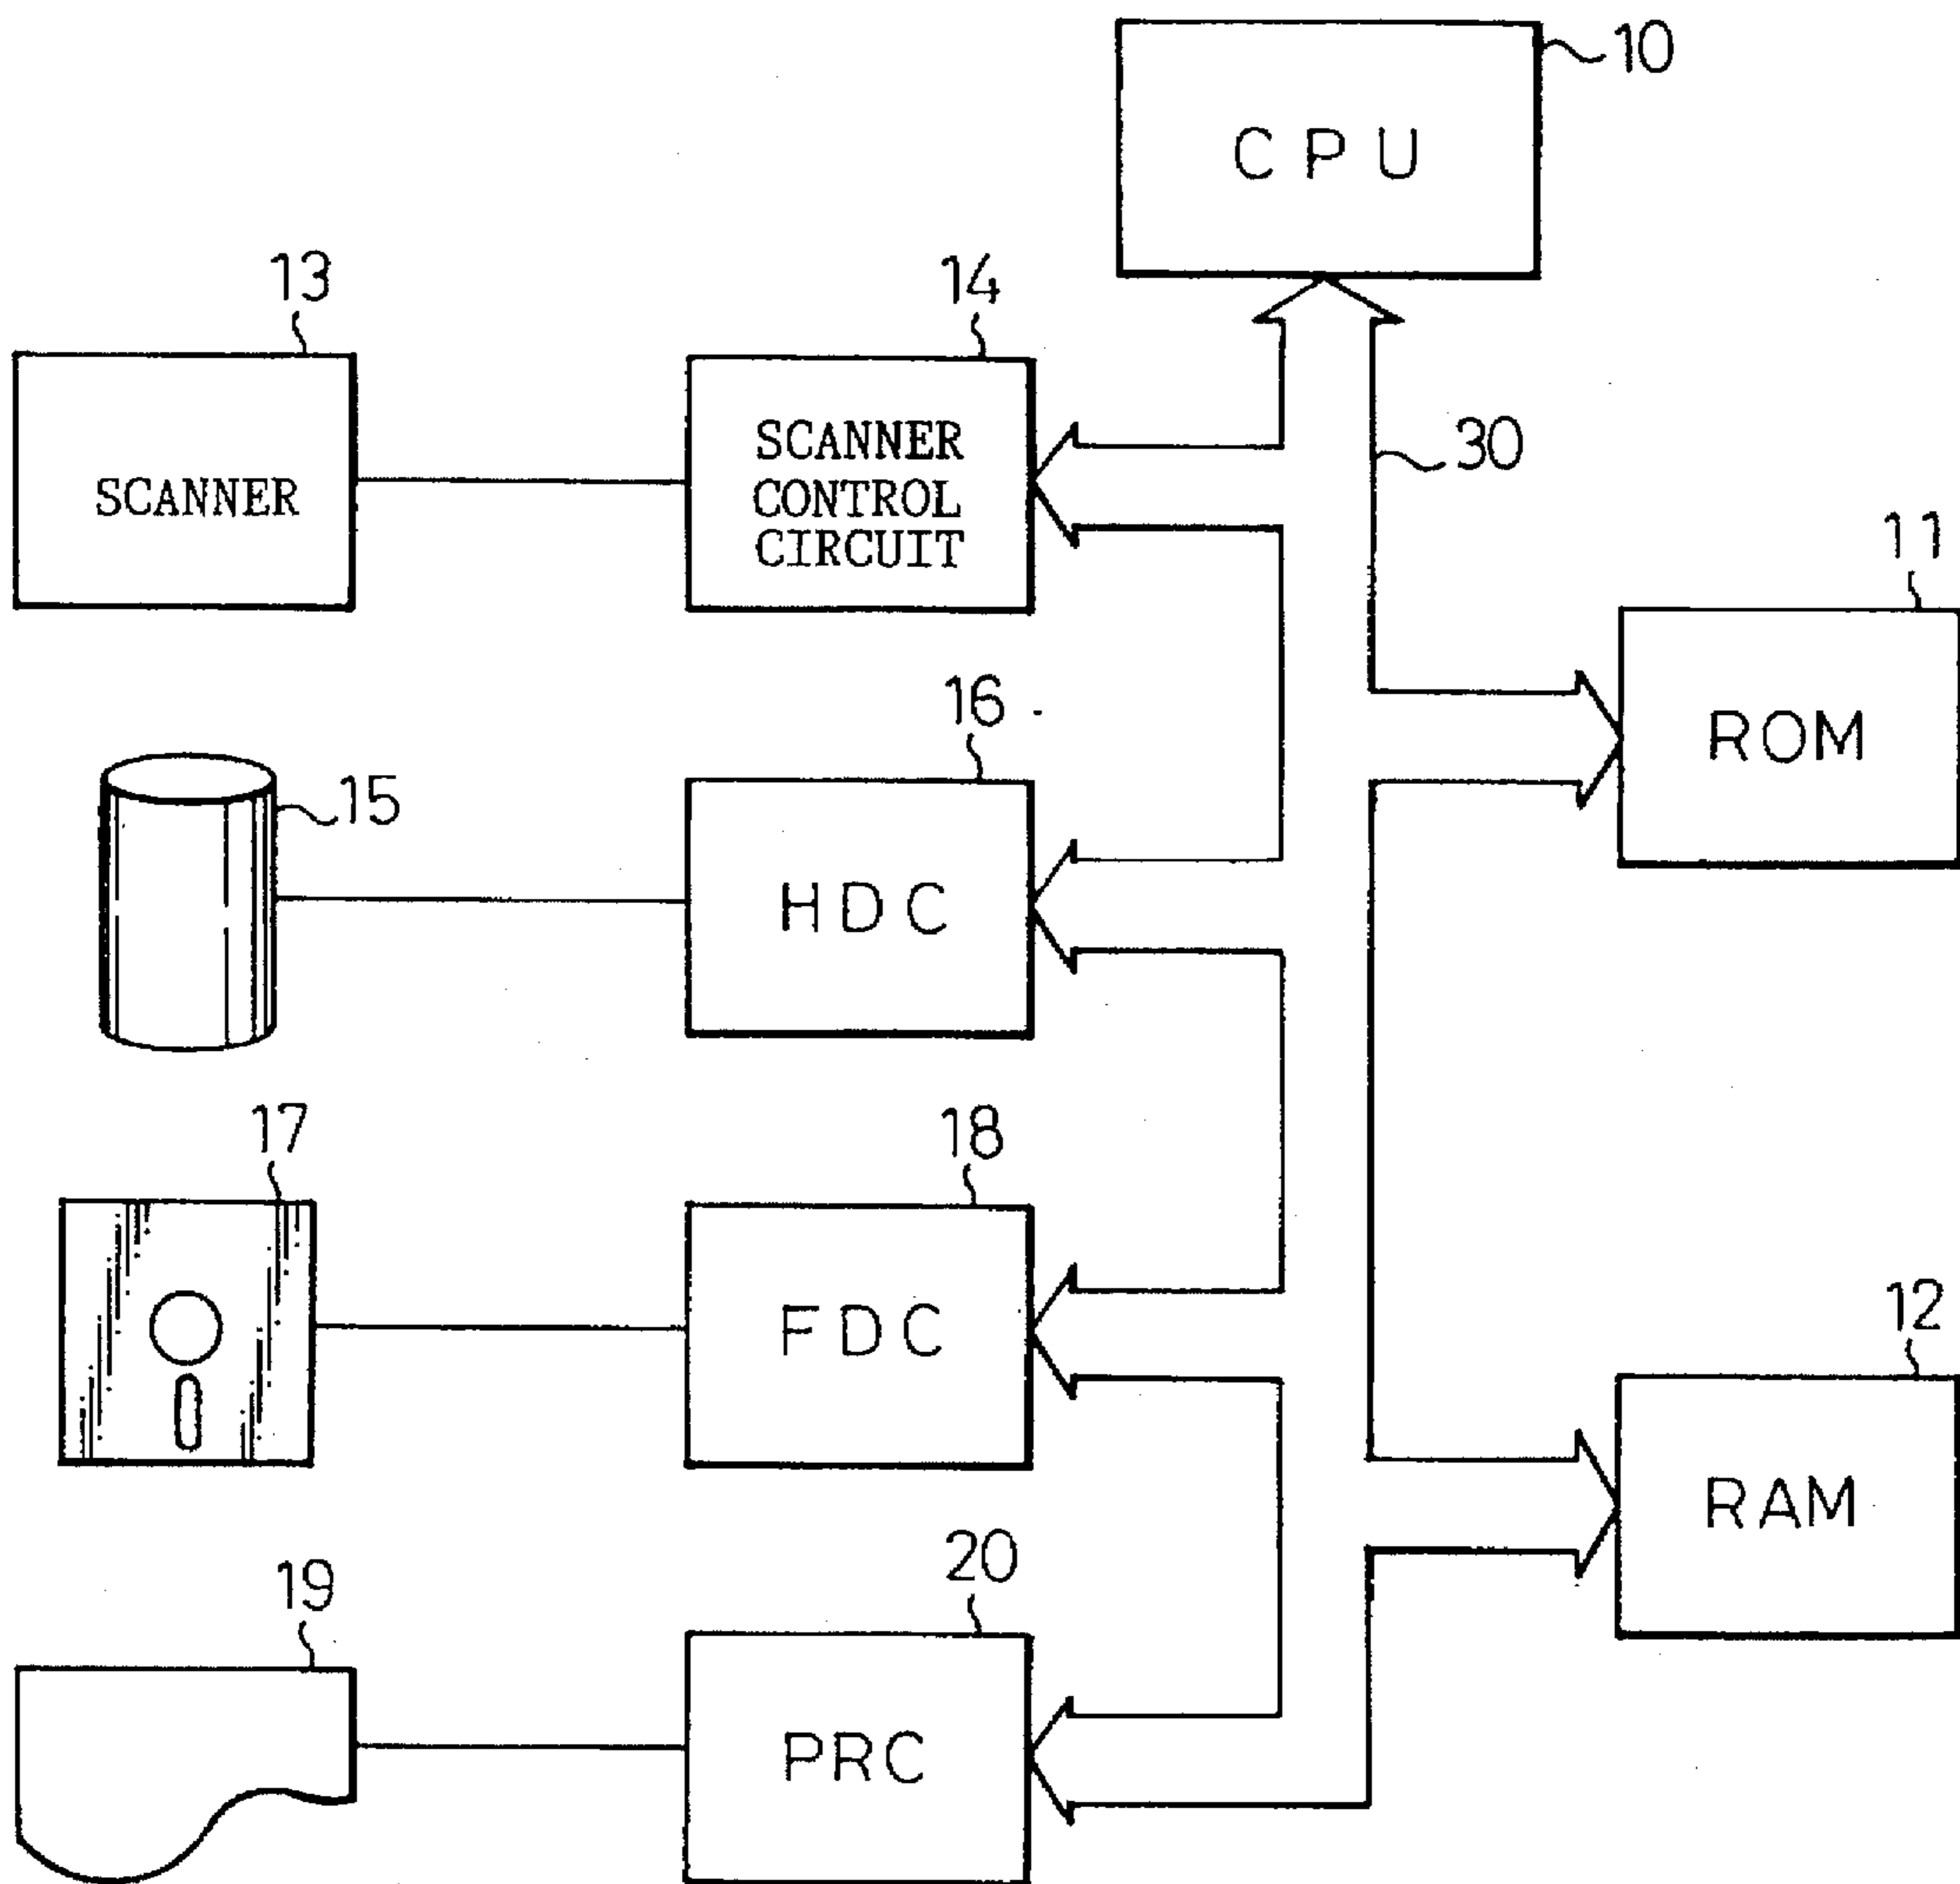 10
CPU
13
14
SCANNER
SCANNER
CONTROL
CIRCUIT
30
11
ROM
16
15
HDC
17
18
FDC
12
RAM
19
20
PRC